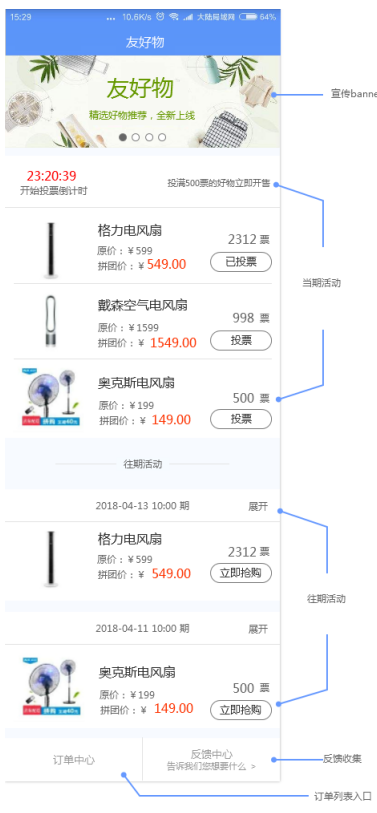 15:29 ... 10.6K/s 大陆局域网 64%
友好物
友好物
精选好物推荐，全新上线
宣传banne
23:20:39
开始投票倒计时
投满500票的好物立即开售
当期活动
格力电风扇
原价：￥599
拼团价：￥549.00
2312 票
已投票
戴森空气电风扇
原价：￥1599
拼团价：￥ 1549.00
998 票
投票
奥克斯电风扇
原价：￥199
拼团价：￥ 149.00
500 票
投票
往期活动
2018-04-13 10:00 期
展开
格力电风扇
原价：￥599
拼团价：￥ 549.00
2312 票
立即抢购
往期活动
2018-04-11 10:00 期
展开
奥克斯电风扇
原价：￥199
拼团价：￥ 149.00
500 票
立即抢购
订单中心
反馈中心
告诉我们您想要什么 >
反馈收集
订单列表入口